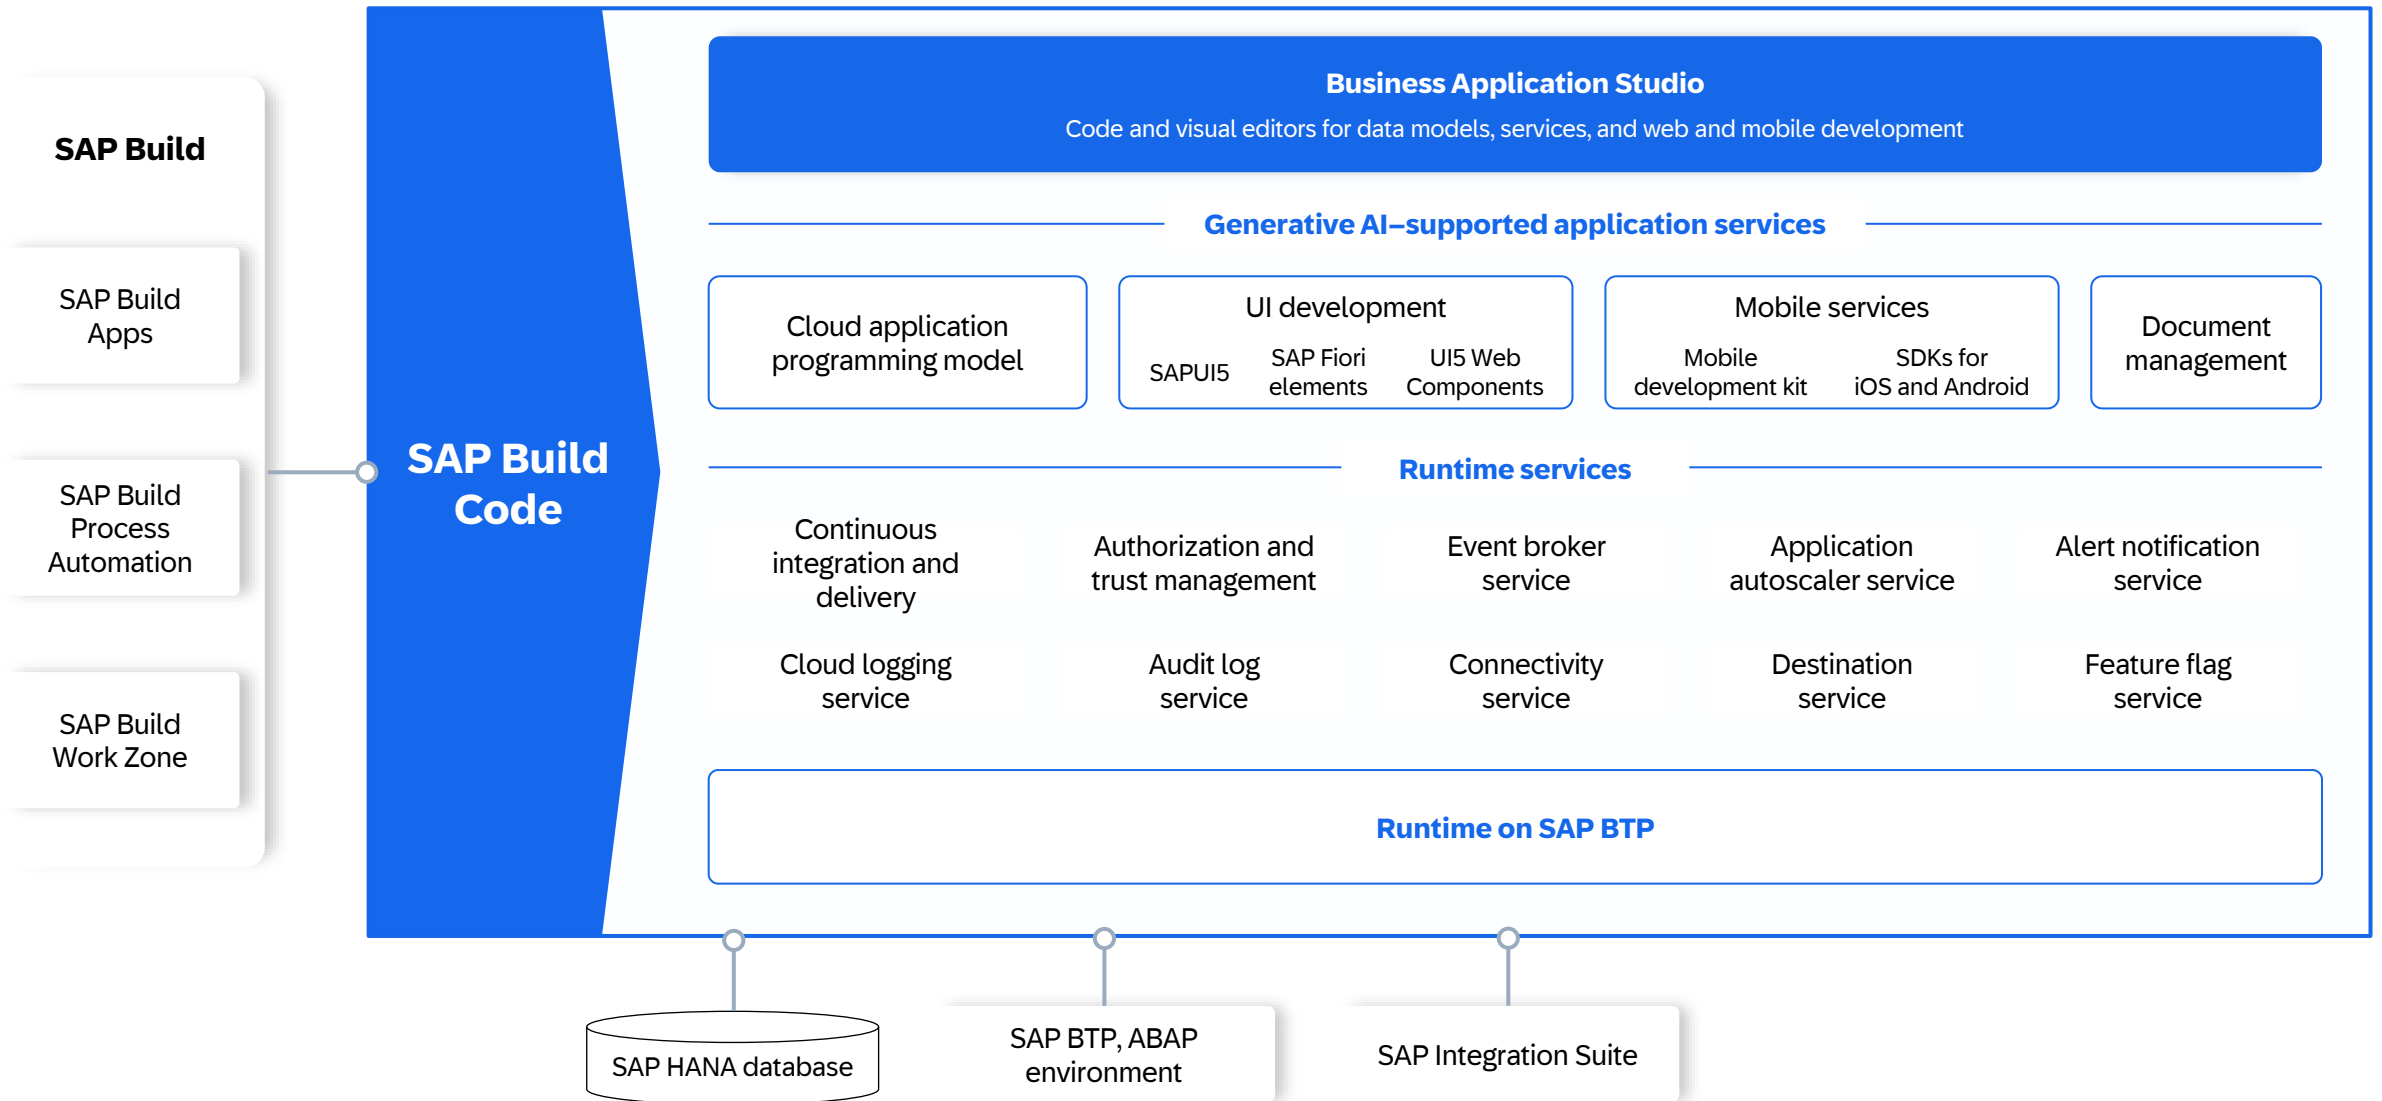 SAP Build
SAP Build
Apps
SAP Build
Process
Automation
SAP Build
Work Zone
SAP Build
Code
Business Application Studio
Code and visual editors for data models, services, and web and mobile development
Generative AI–supported application services
Cloud application
programming model
UI development
SAPUI5
SAP Fiori
elements
UI5 Web
Components
Mobile services
Mobile
development kit
SDKs for
iOS and Android
Document
management
Runtime services
Continuous
integration and
delivery
Authorization and
trust management
Event broker
service
Application
autoscaler service
Alert notification
service
Cloud logging
service
Audit log
service
Connectivity
service
Destination
service
Feature flag
service
Runtime on SAP BTP
SAP HANA database
SAP BTP, ABAP
environment
SAP Integration Suite